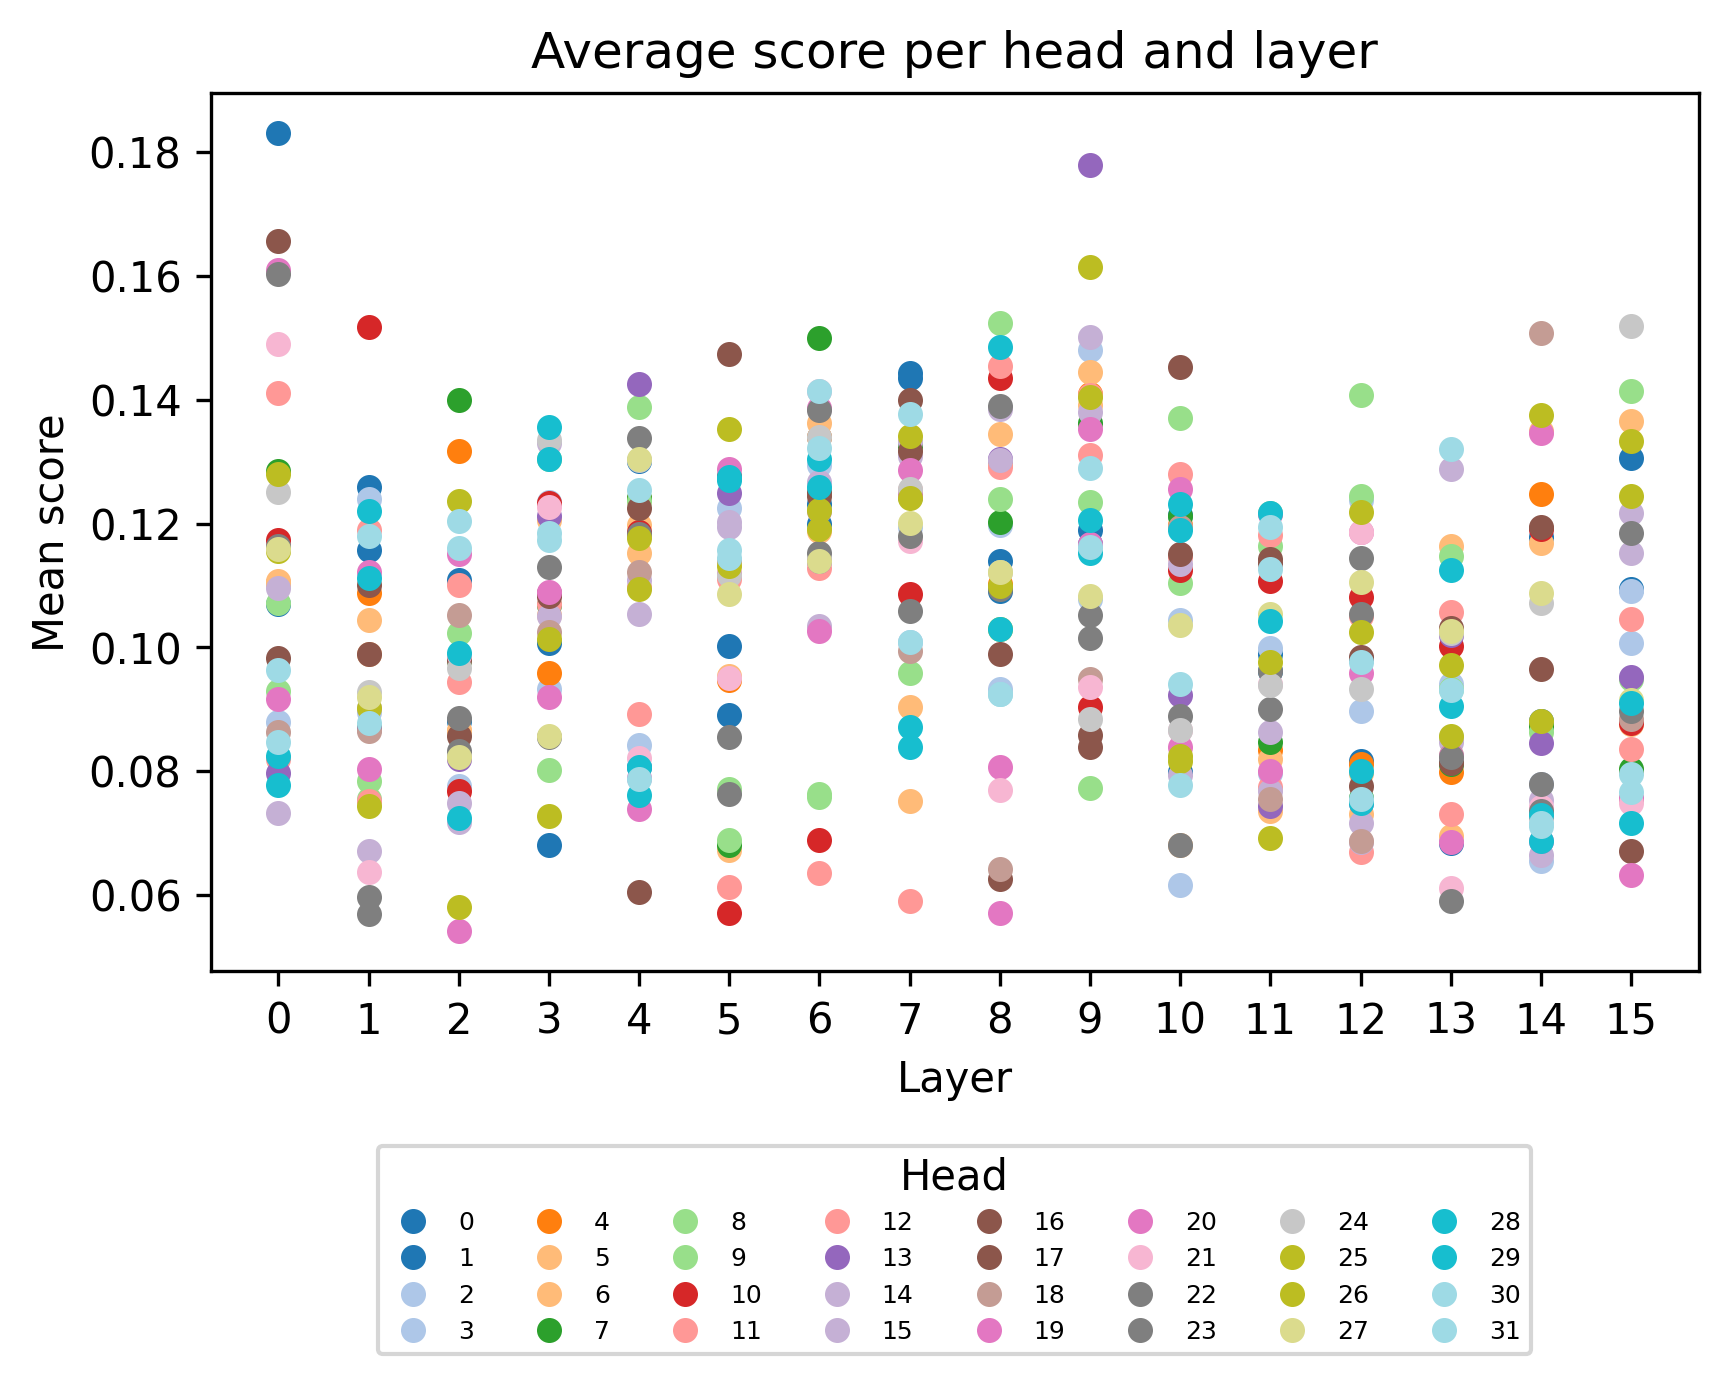 Average score per head and layer
Mean score
0.18
0.16
0.14
0.12
0.10
0.08
0.06
0 1 2 3 4 5 6 7 8 9 10 11 12 13 14 15
Layer
Head
0 4 8 12 16 20 24 28
1 5 9 13 17 21 25 29
2 6 10 14 18 22 26 30
3 7 11 15 19 23 27 31